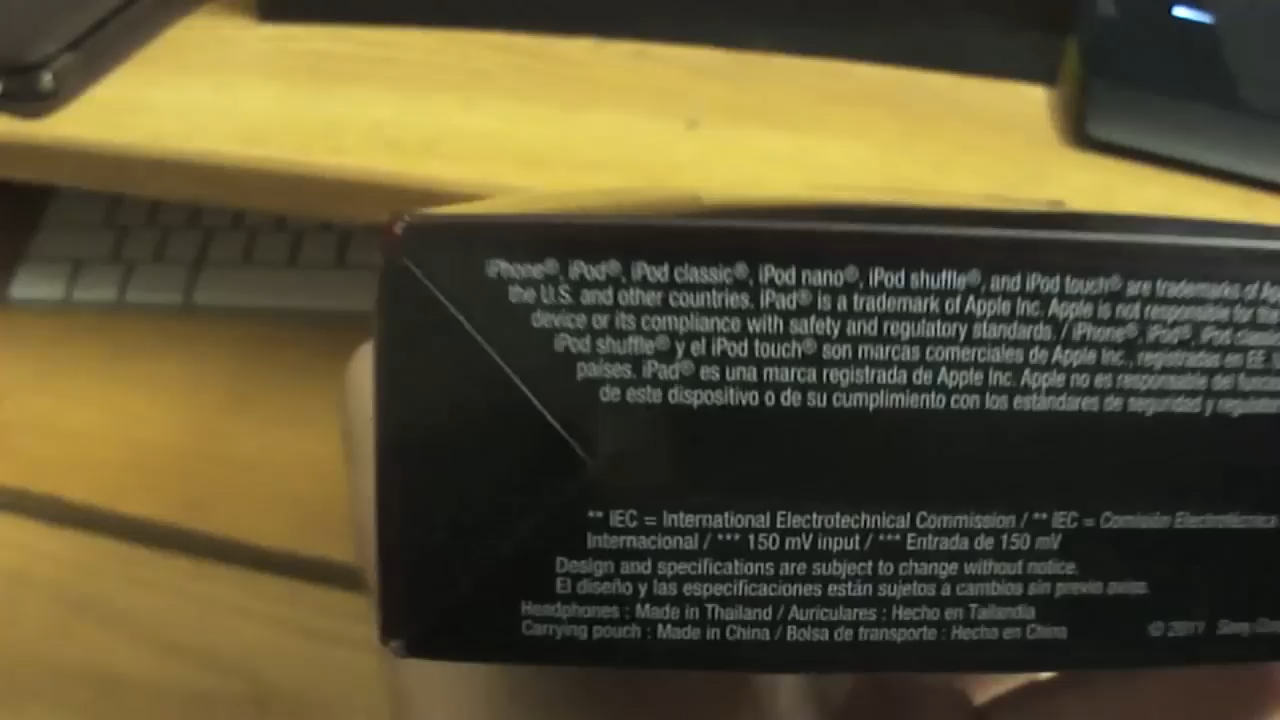 iPhone®, iPod®, iPod classic®, iPod nano®, iPod shuffle®, and iPod touch® are trademarks of
the U.S. and other countries. iPad® is a trademark of Apple Inc. Apple is not responsible for the
device or its compliance with safety and regulatory standards. / iPhone®, iPod®, iPod classic
iPod shuffle® y el iPod touch® son marcas comerciales de Apple Inc., registradas en EE.
países. iPad® es una marca registrada de Apple Inc. Apple no es responsable del
de este dispositivo o de su cumplimiento con los estándares de seguridad y
** IEC = International Electrotechnical Commission / ** IEC = Comisión
Internacional / *** 150 mV input / *** Entrada de 150 mV
Design and specifications are subject to change without notice.
El diseño y las especificaciones están sujetos a cambios sin previo aviso.
Headphones : Made in Thailand / Auriculares : Hecho en Tailandia
Carrying pouch : Made in China / Bolsa de transporte : Hecho en China
© 2011 Sony